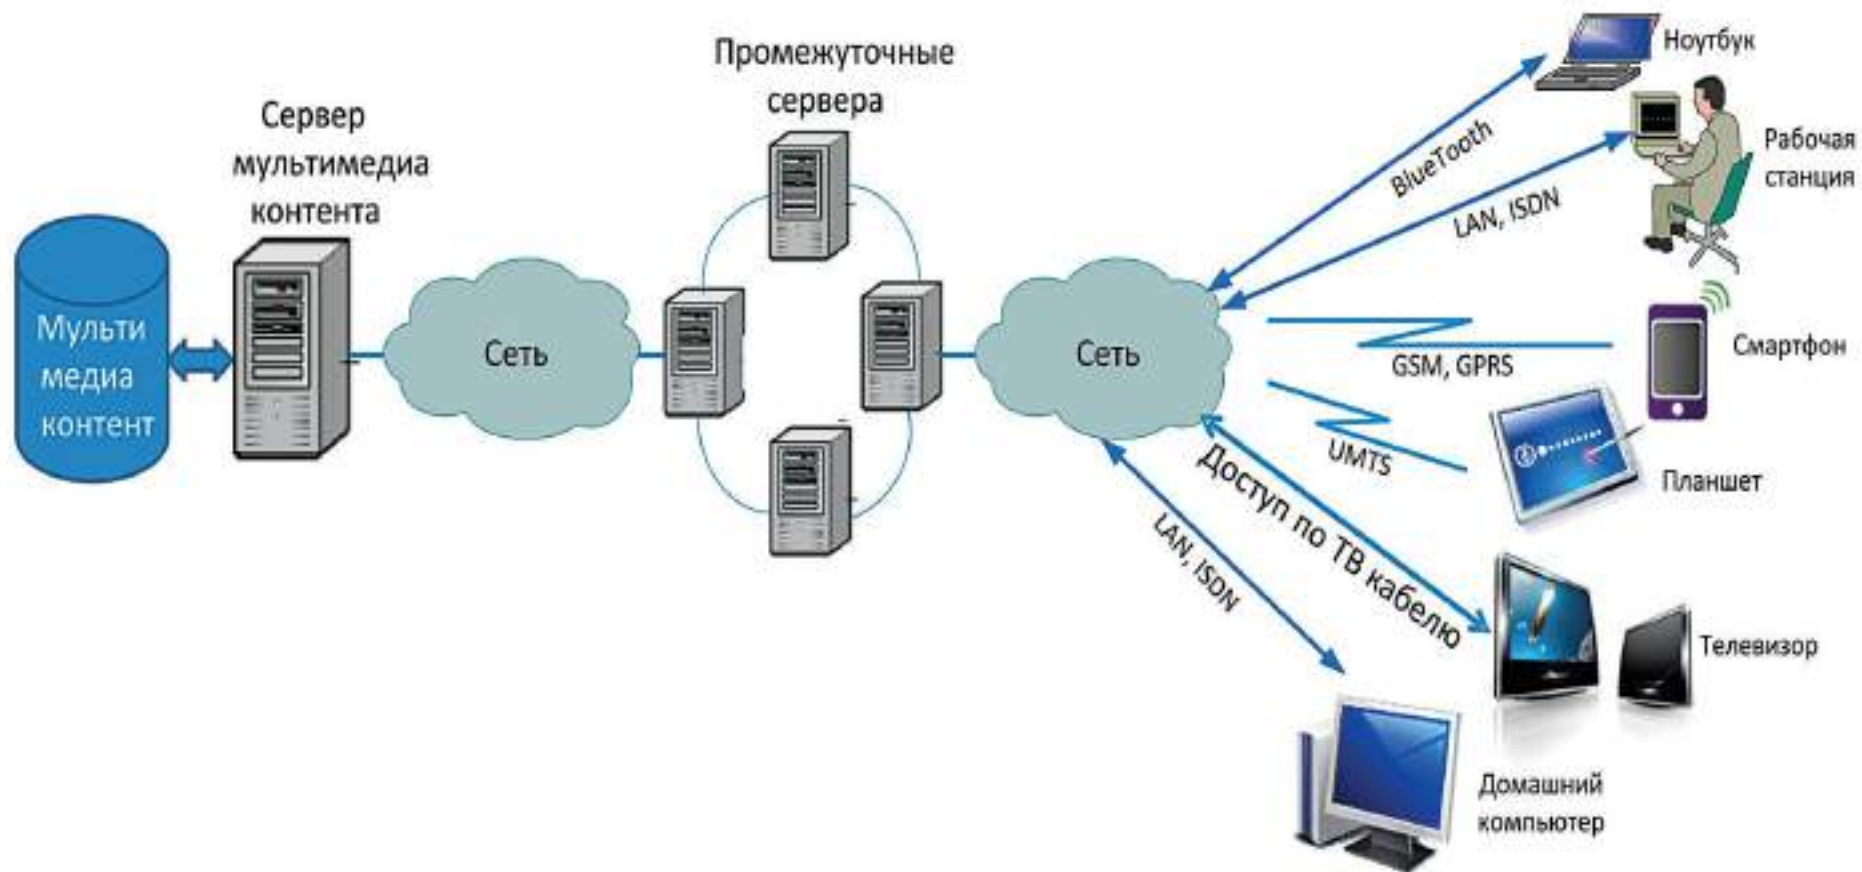 Мульти
медиа
контент
Сервер
мультимедиа
контента
Сеть
Промежуточные
сервера
Сеть
BlueTooth
Ноутбук
LAN, ISDN
Рабочая
станция
GSM, GPRS
Смартфон
UMTS
Планшет
Доступ по ТВ кабелю
Телевизор
LAN, ISDN
Домашний
компьютер